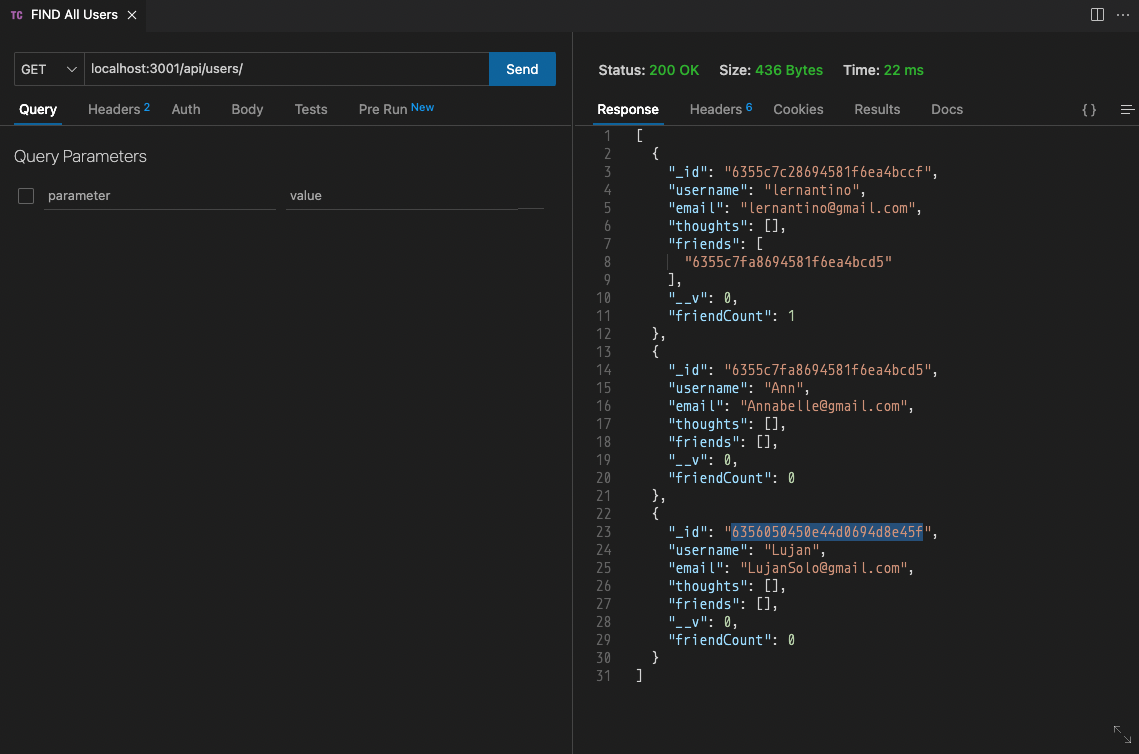 TC FIND All Users
GET localhost:3001/api/users/ Send
Query Headers 2 Auth Body Tests Pre Run New
Query Parameters
parameter value
Status: 200 OK Size: 436 Bytes Time: 22 ms
Response Headers 6 Cookies Results Docs { }
1 [
2 {
3 "_id": "6355c7c28694581f6ea4bccf",
4 "username": "lernantino",
5 "email": "lernantino@gmail.com",
6 "thoughts": [],
7 "friends": [
8 "6355c7fa8694581f6ea4bcd5"
9 ],
10 "__v": 0,
11 "friendCount": 1
12 },
13 {
14 "_id": "6355c7fa8694581f6ea4bcd5",
15 "username": "Ann",
16 "email": "Annabelle@gmail.com",
17 "thoughts": [],
18 "friends": [],
19 "__v": 0,
20 "friendCount": 0
21 },
22 {
23 "_id": "6356050450e44d0694d8e45f",
24 "username": "Lujan",
25 "email": "LujanSolo@gmail.com",
26 "thoughts": [],
27 "friends": [],
28 "__v": 0,
29 "friendCount": 0
30 }
31 ]